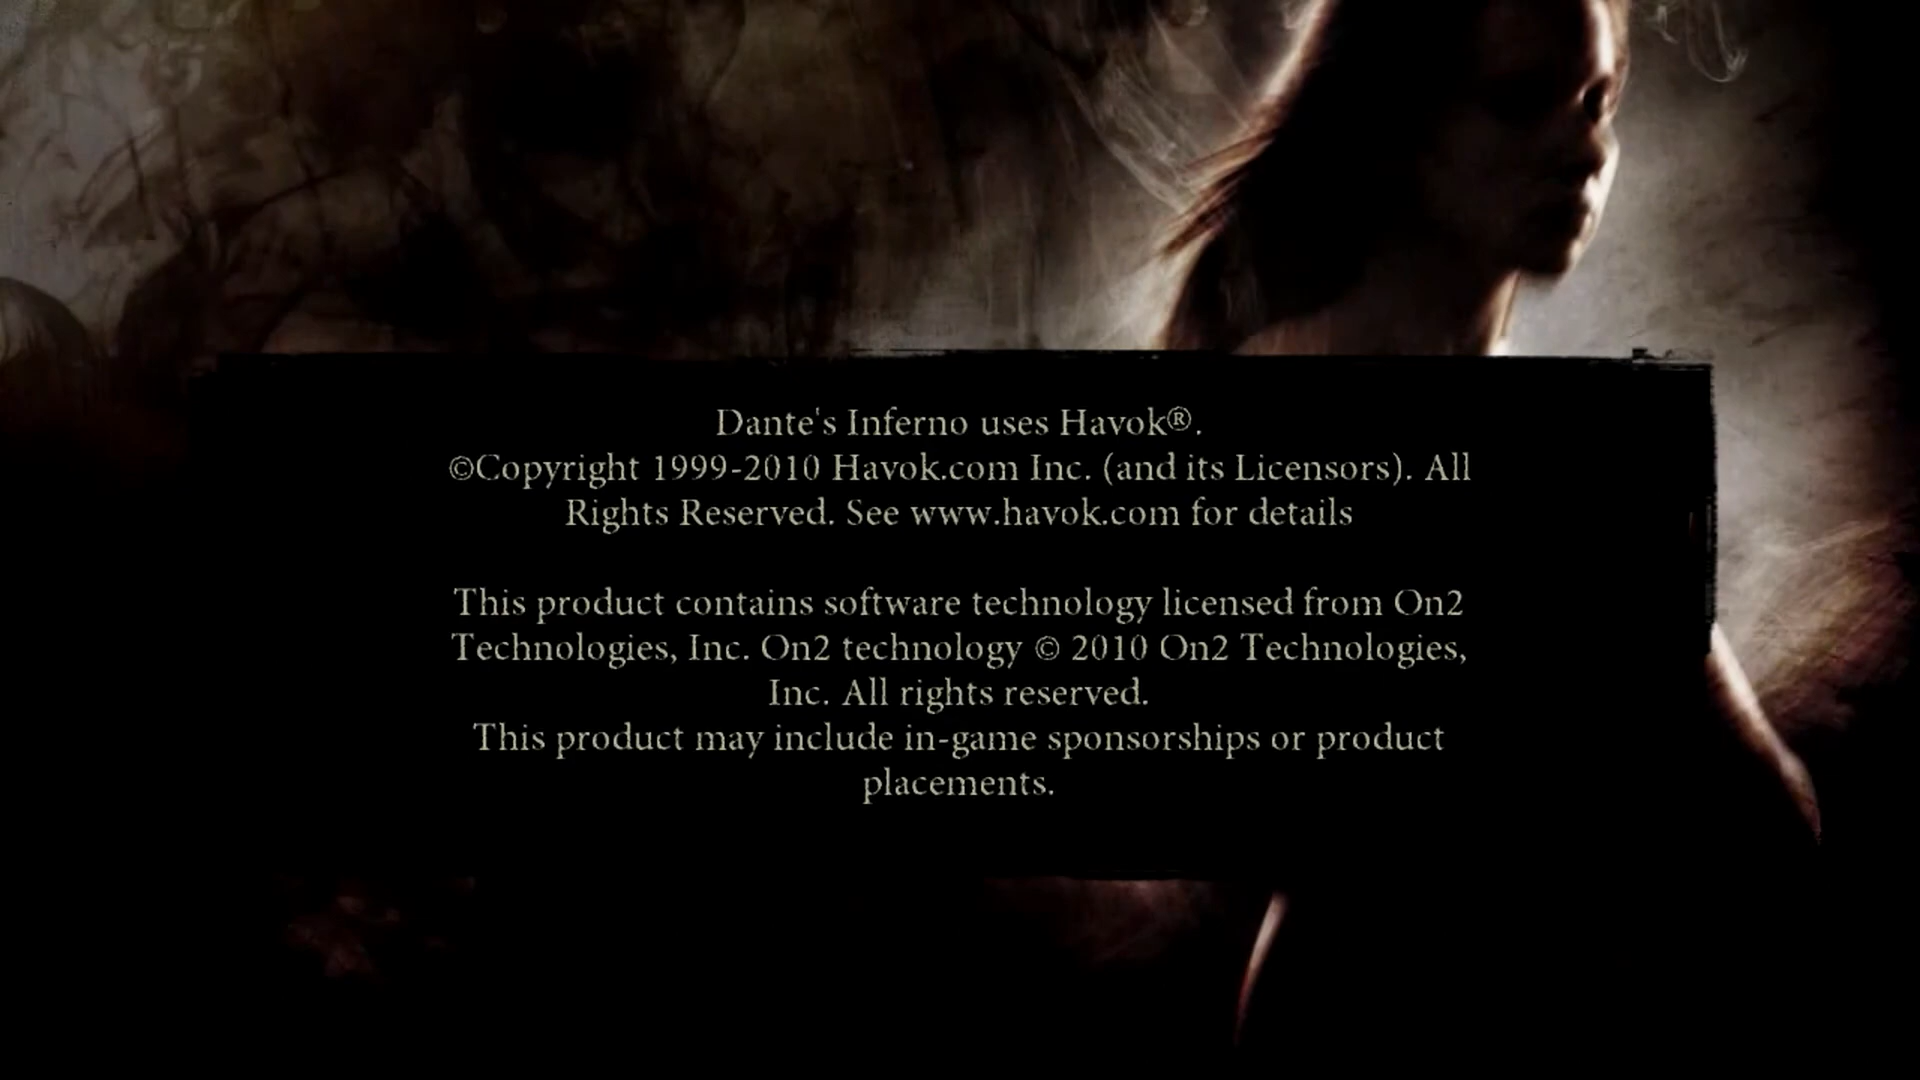 Dante's Inferno uses Havok®.
©Copyright 1999-2010 Havok.com Inc. (and its Licensors). All
Rights Reserved. See www.havok.com for details
This product contains software technology licensed from On2
Technologies, Inc. On2 technology © 2010 On2 Technologies,
Inc. All rights reserved.
This product may include in-game sponsorships or product
placements.